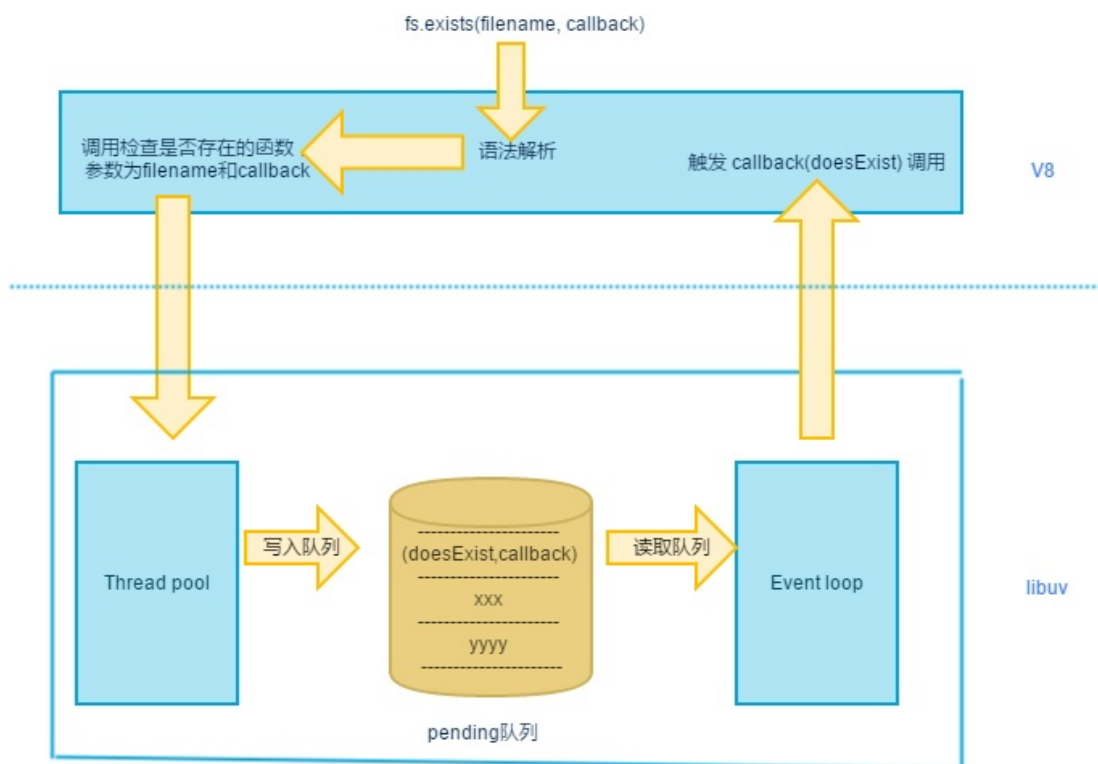 fs.exists(filename, callback)
调用检查是否存在的函数
参数为filename和callback
语法解析
触发 callback(doesExist) 调用
V8
Thread pool
写入队列
(doesExist,callback)
xxx
yyyy
读取队列
Event loop
libuv
pending队列